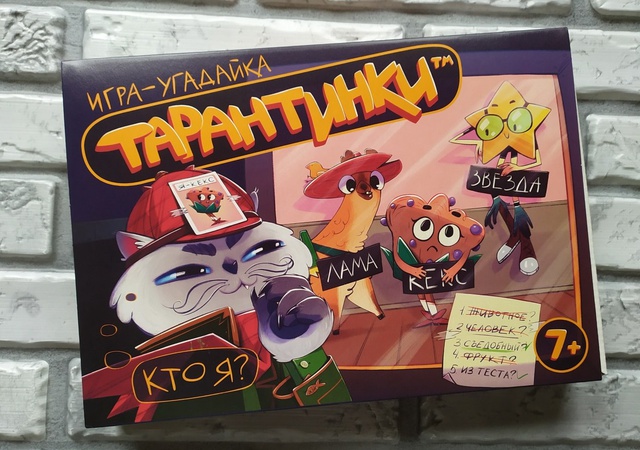 ИГРА-УГАДАЙКА
ТАРАНТИНКИ™
Я-КЕКС
ЗВЕЗДА
ЛАМА
КЕКС
КТО Я?
1 ЖИВОТНОЕ?
2 ЧЕЛОВЕК?
3 СЪЕДОБНЫЙ?
4. ФРУКТ?
5 ИЗ ТЕСТА?
7+